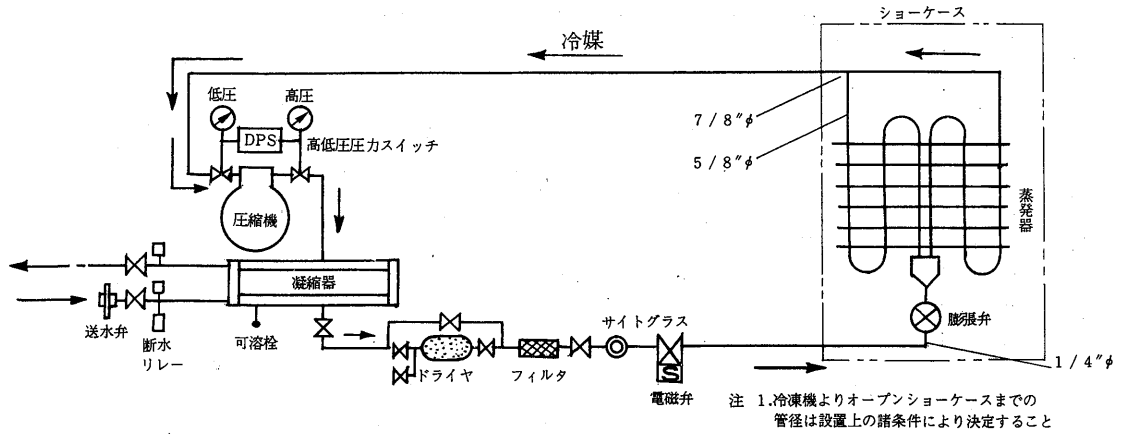 ショーケース
冷媒
低圧
高圧
DPS
高低圧圧力スイッチ
7/8"φ
5/8"φ
圧縮機
蒸発器
凝縮器
送水弁
断水
リレー
可溶栓
ドライヤ
フィルタ
サイトグラス
S
電磁弁
膨張弁
1/4"φ
注 1.冷凍機よりオープンショーケースまでの
管径は設置上の諸条件により決定すること